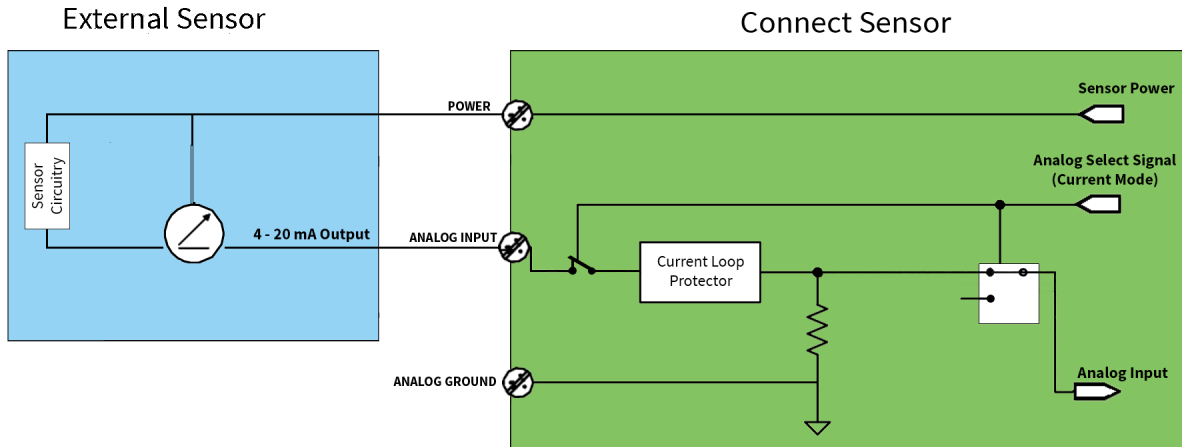 External Sensor
Connect Sensor
Sensor Power
POWER
Analog Select Signal
(Current Mode)
Sensor
Circuitry
4 - 20 mA Output
ANALOG INPUT
Current Loop
Protector
Analog Input
ANALOG GROUND